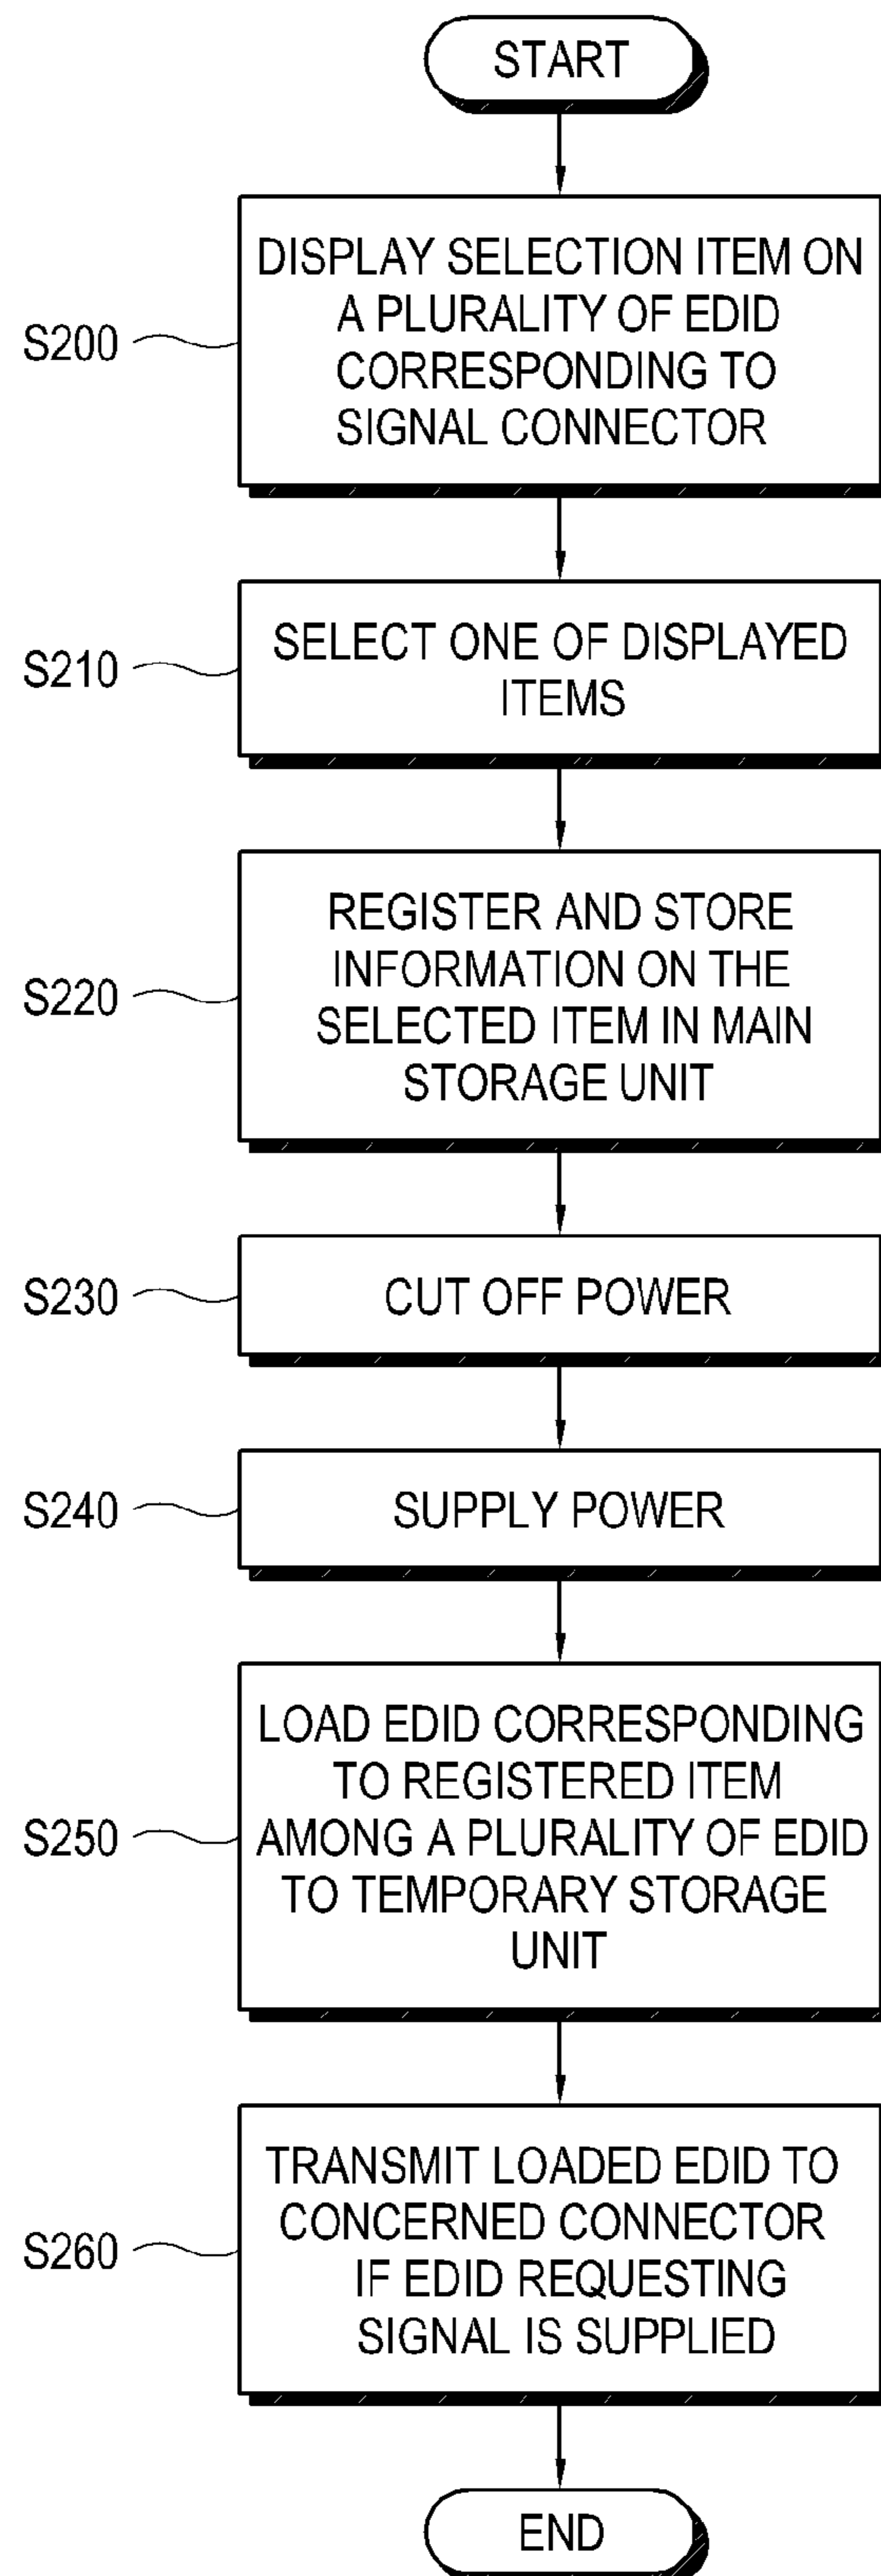 START
DISPLAY SELECTION ITEM ON
A PLURALITY OF EDID
CORRESPONDING TO
SIGNAL CONNECTOR
S200
SELECT ONE OF DISPLAYED
ITEMS
S210
REGISTER AND STORE
INFORMATION ON THE
SELECTED ITEM IN MAIN
STORAGE UNIT
S220
CUT OFF POWER
S230
SUPPLY POWER
S240
LOAD EDID CORRESPONDING
TO REGISTERED ITEM
AMONG A PLURALITY OF EDID
TO TEMPORARY STORAGE
UNIT
S250
TRANSMIT LOADED EDID TO
CONCERNED CONNECTOR
IF EDID REQUESTING
SIGNAL IS SUPPLIED
S260
END